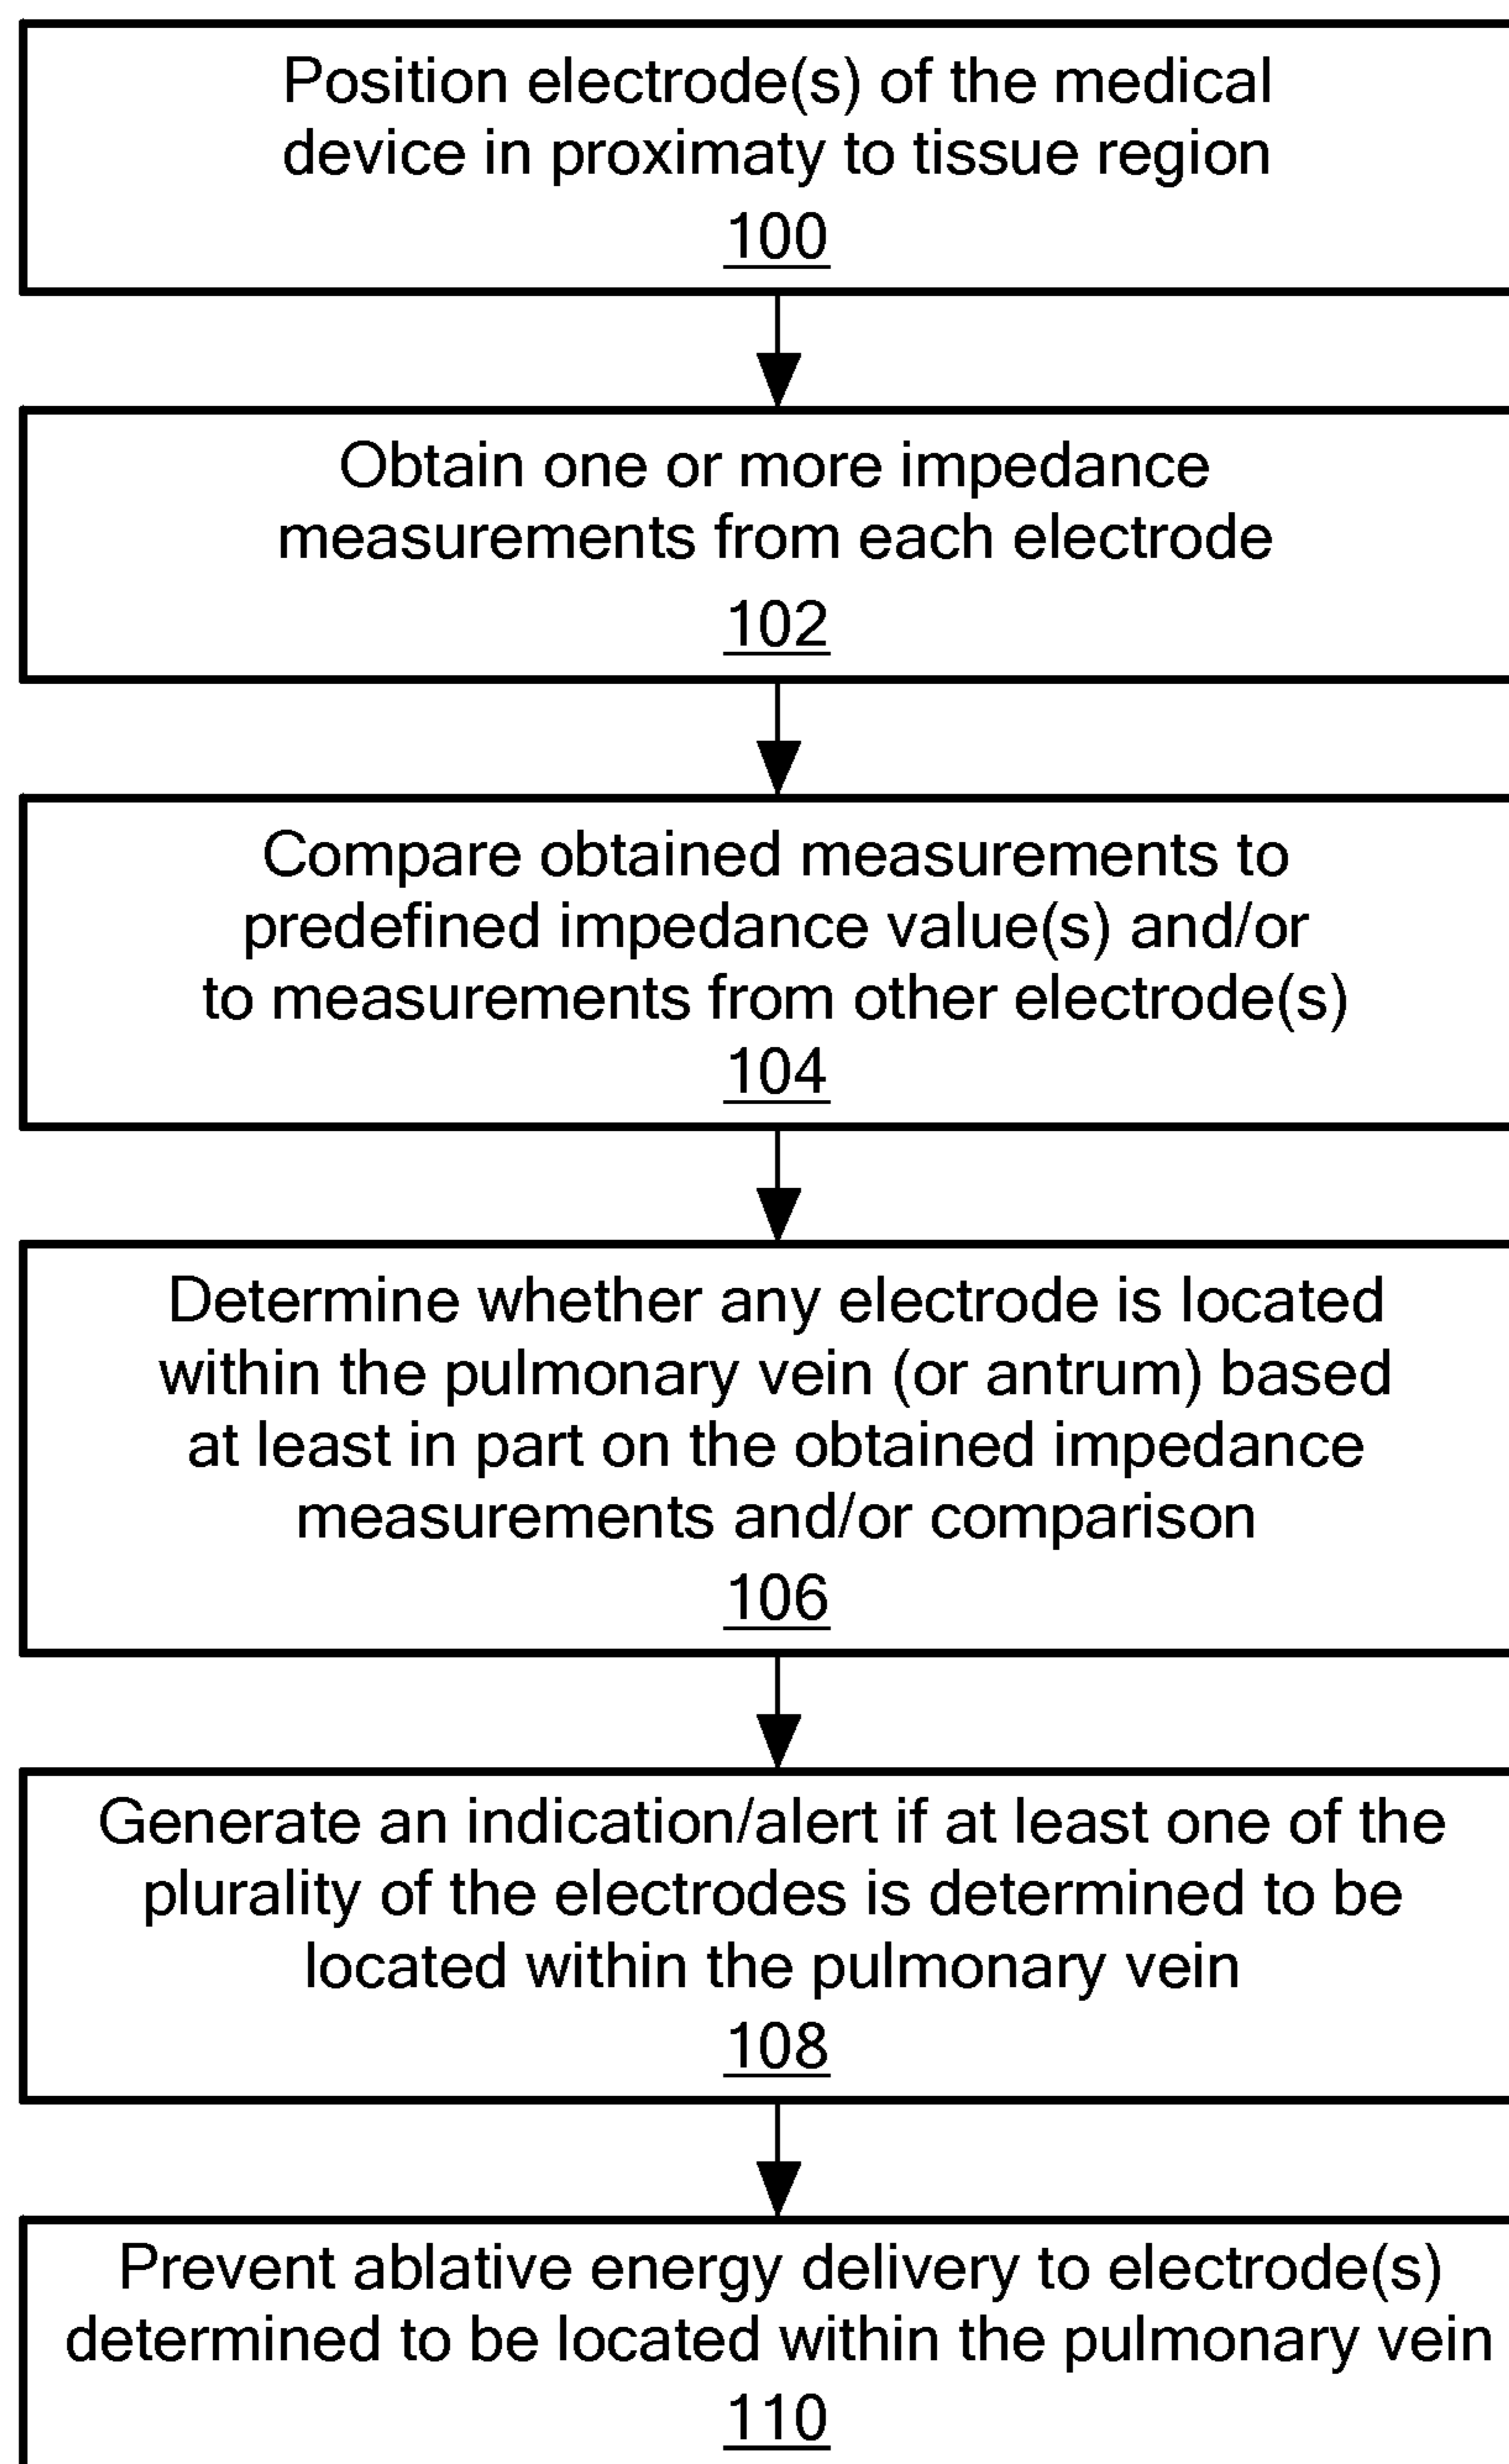 Position electrode(s) of the medical
device in proximaty to tissue region
100
Obtain one or more impedance
measurements from each electrode
102
Compare obtained measurements to
predefined impedance value(s) and/or
to measurements from other electrode(s)
104
Determine whether any electrode is located
within the pulmonary vein (or antrum) based
at least in part on the obtained impedance
measurements and/or comparison
106
Generate an indication/alert if at least one of the
plurality of the electrodes is determined to be
located within the pulmonary vein
108
Prevent ablative energy delivery to electrode(s)
determined to be located within the pulmonary vein
110